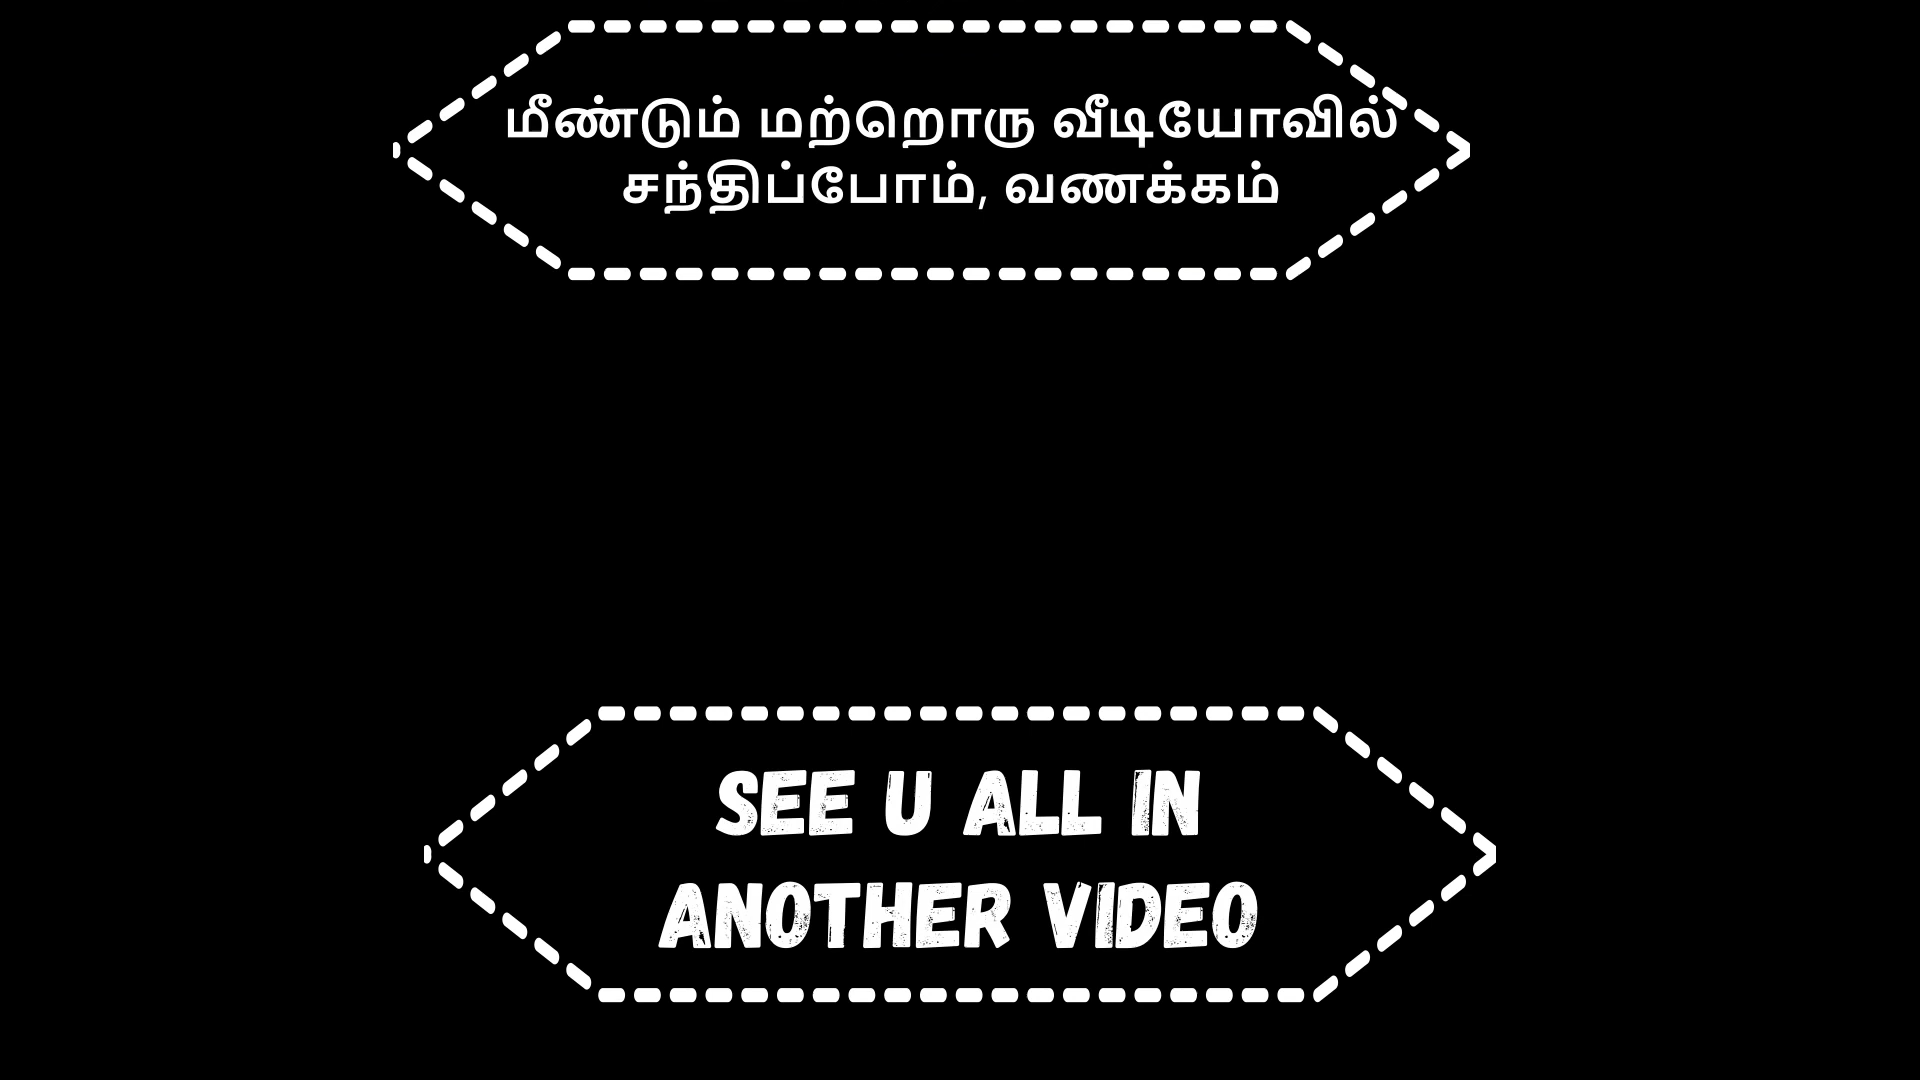 மீண்டும் மற்றொரு வீடியோவில்
சந்திப்போம், வணக்கம்
SEE U ALL IN
ANOTHER VIDEO